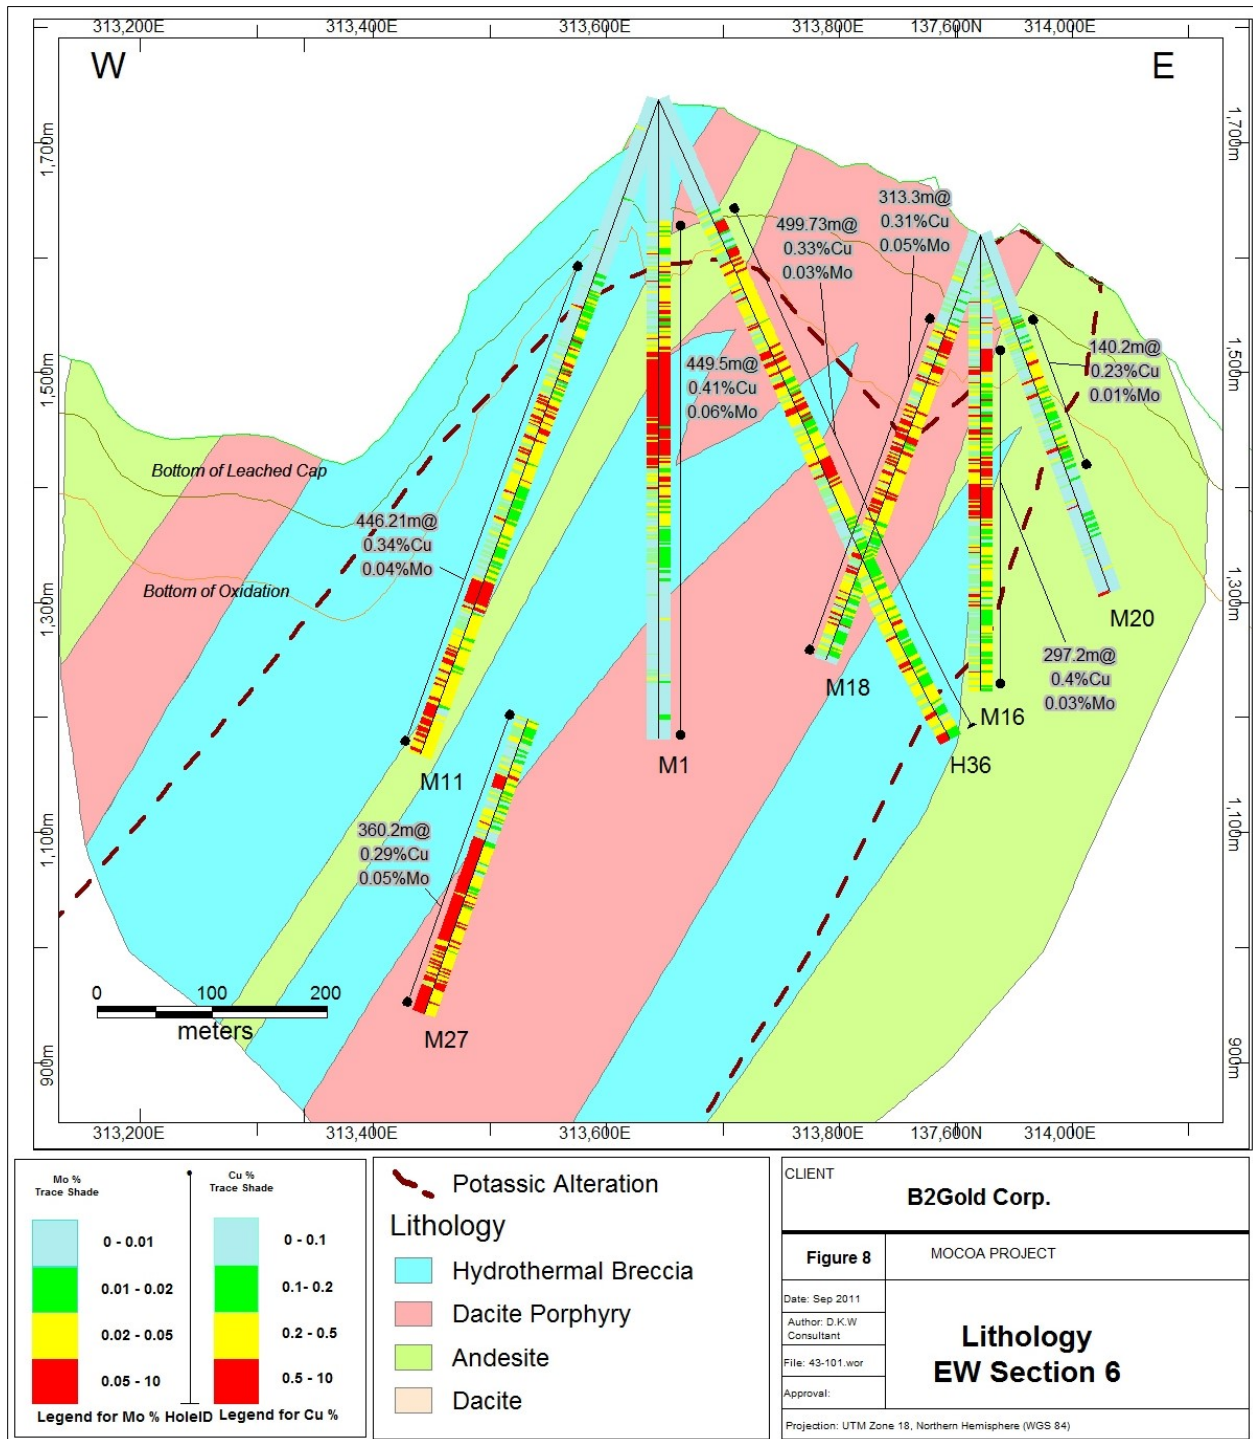 313,200E 313,400E 313,600E 313,800E 137,600N 314,000E
W E
1,700m 1,700m
313.3m@
0.31%Cu
0.05%Mo
499.73m@
0.33%Cu
0.03%Mo
1,500m 1,500m
140.2m@
0.23%Cu
0.01%Mo
449.5m@
0.41%Cu
0.06%Mo
Bottom of Leached Cap
446.21m@
0.34%Cu
0.04%Mo
Bottom of Oxidation
1,300m 1,300m
M20
297.2m@
0.4%Cu
0.03%Mo
M18
M16
M11
M1
H36
1,100m 1,100m
360.2m@
0.29%Cu
0.05%Mo
0 100 200
meters
M27
900m 900m
313,200E 313,400E 313,600E 313,800E 137,600N 314,000E
Mo %
Trace Shade
Cu %
Trace Shade
0 - 0.01 0 - 0.1
0.01 - 0.02 0.1- 0.2
0.02 - 0.05 0.2 - 0.5
0.05 - 10 0.5 - 10
Legend for Mo % HoleID Legend for Cu %
Potassic Alteration
Lithology
Hydrothermal Breccia
Dacite Porphyry
Andesite
Dacite
CLIENT
B2Gold Corp.
Figure 8 MOCOA PROJECT
Date: Sep 2011
Author: D.K.W
Consultant
File: 43-101.wor
Approval:
Lithology
EW Section 6
Projection: UTM Zone 18, Northern Hemisphere (WGS 84)